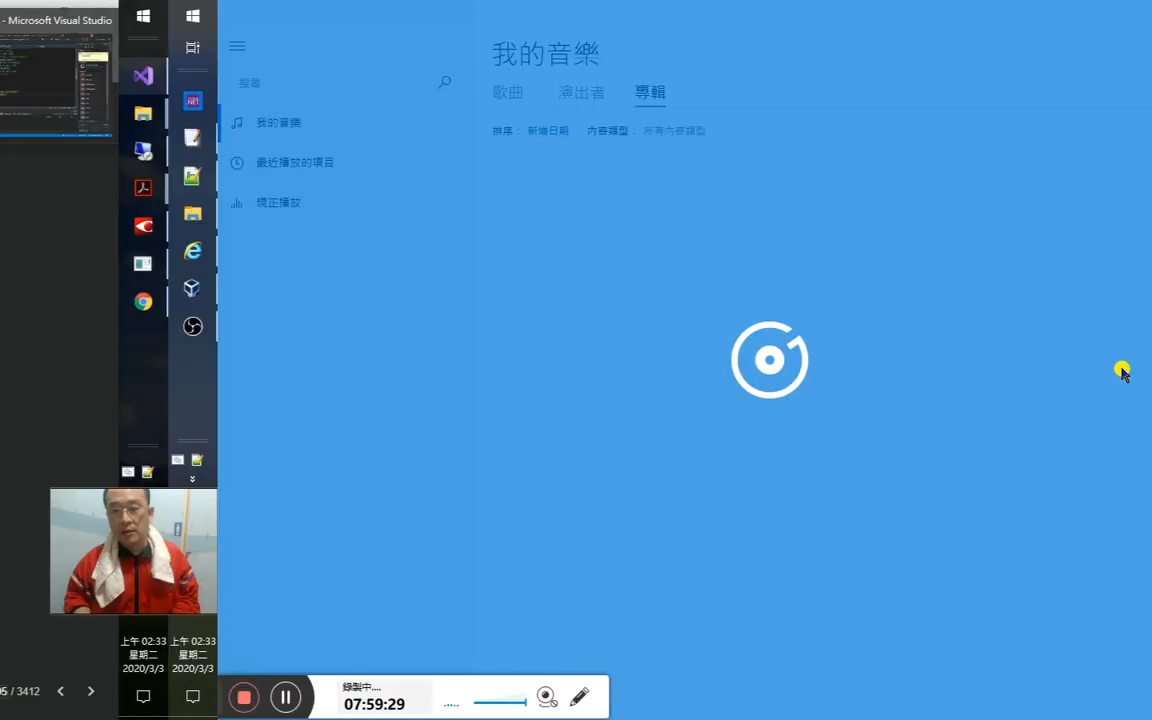 - Microsoft Visual Studio
.NET
我的音樂
搜尋
歌曲 演出者 專輯
我的音樂
排序： 新增日期 內容類型： 所有內容類型
最近播放的項目
現正播放
上午 02:33 上午 02:33
星期二 星期二
2020/3/3 2020/3/3
/ 3412
錄製中....
07:59:29